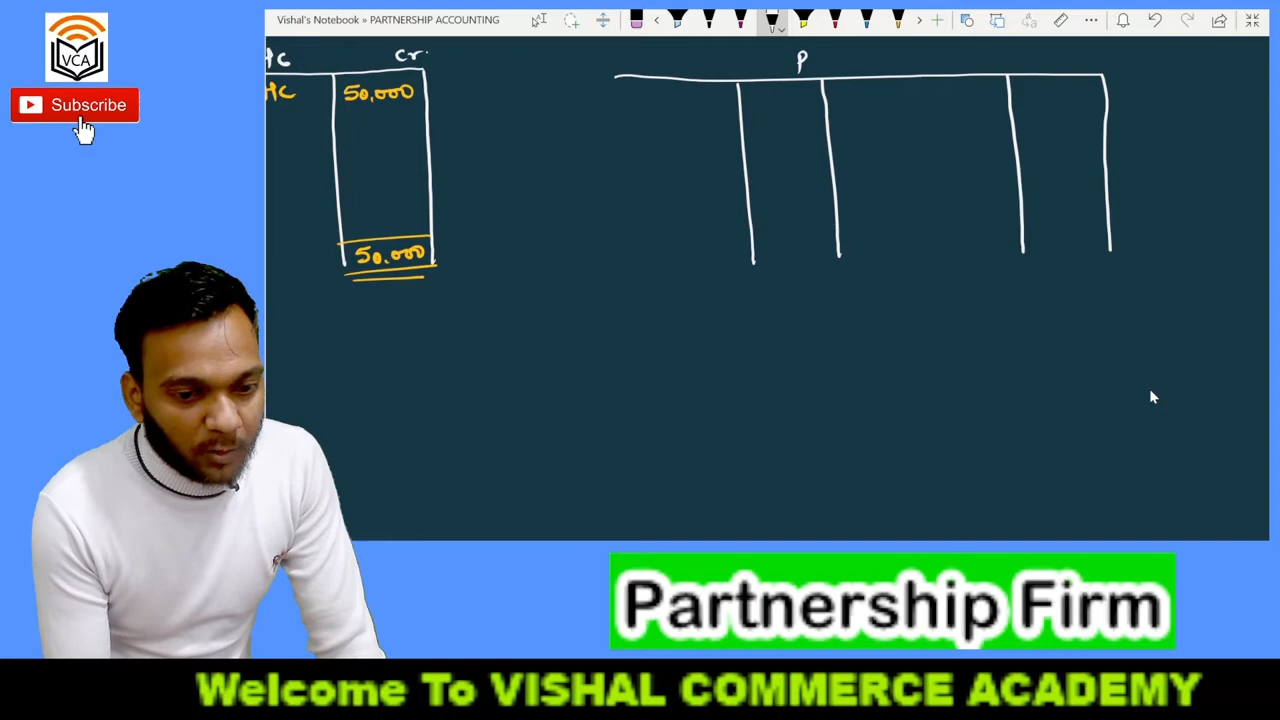 VCA
Subscribe
Vishal's Notebook » PARTNERSHIP ACCOUNTING
Cr.
50,000
50,000
P
Partnership Firm
Welcome To VISHAL COMMERCE ACADEMY